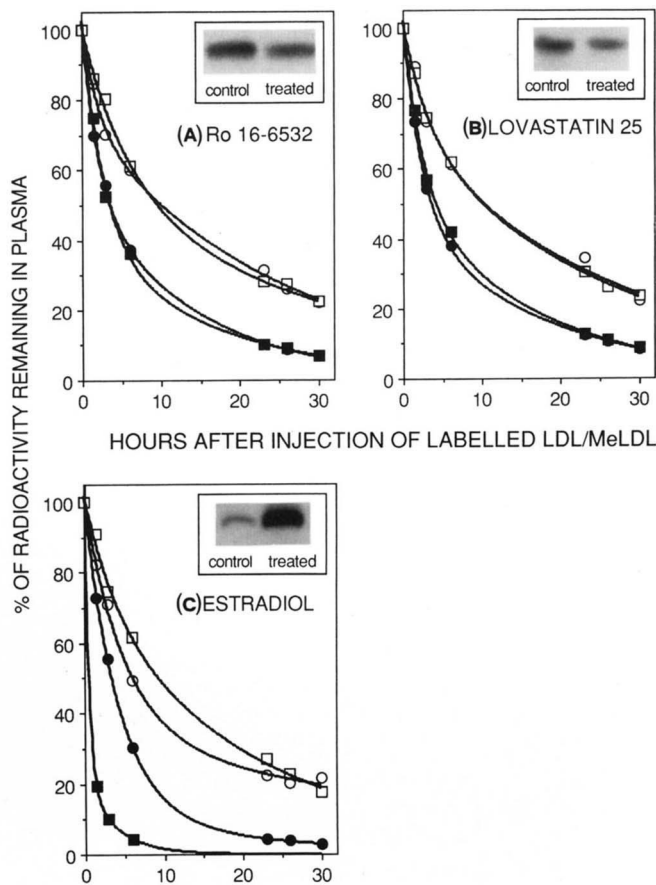 % OF RADIOACTIVITY REMAINING IN PLASMA
100
80
60
40
20
0
control treated
(A) Ro 16-6532
0 10 20 30
100
80
60
40
20
0
control treated
(B) LOVASTATIN 25
0 10 20 30
HOURS AFTER INJECTION OF LABELLED LDL/MeLDL
100
80
60
40
20
0
control treated
(C) ESTRADIOL
0 10 20 30